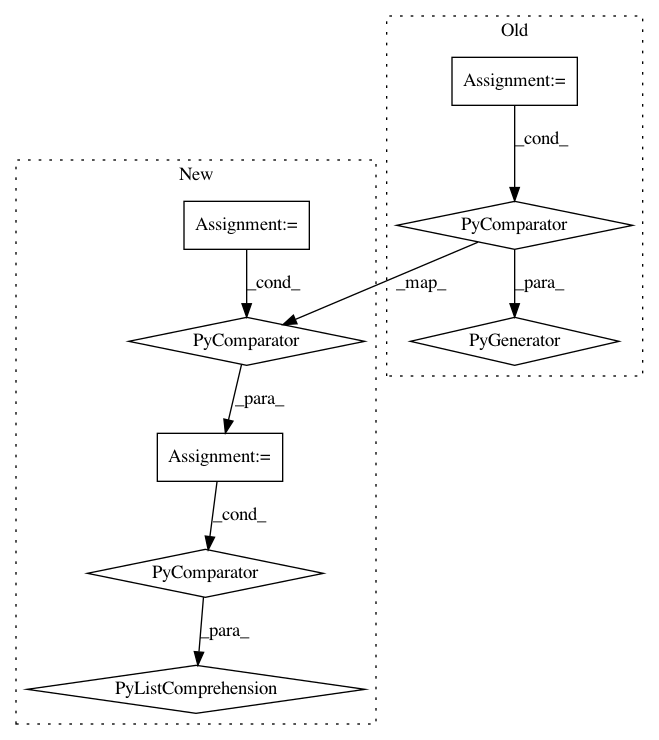 Old
Assignment:=
_cond_
New
Assignment:=
PyComparator
_cond_
_map_
_para_
PyComparator
PyGenerator
_para_
Assignment:=
_cond_
PyComparator
_para_
PyListComprehension